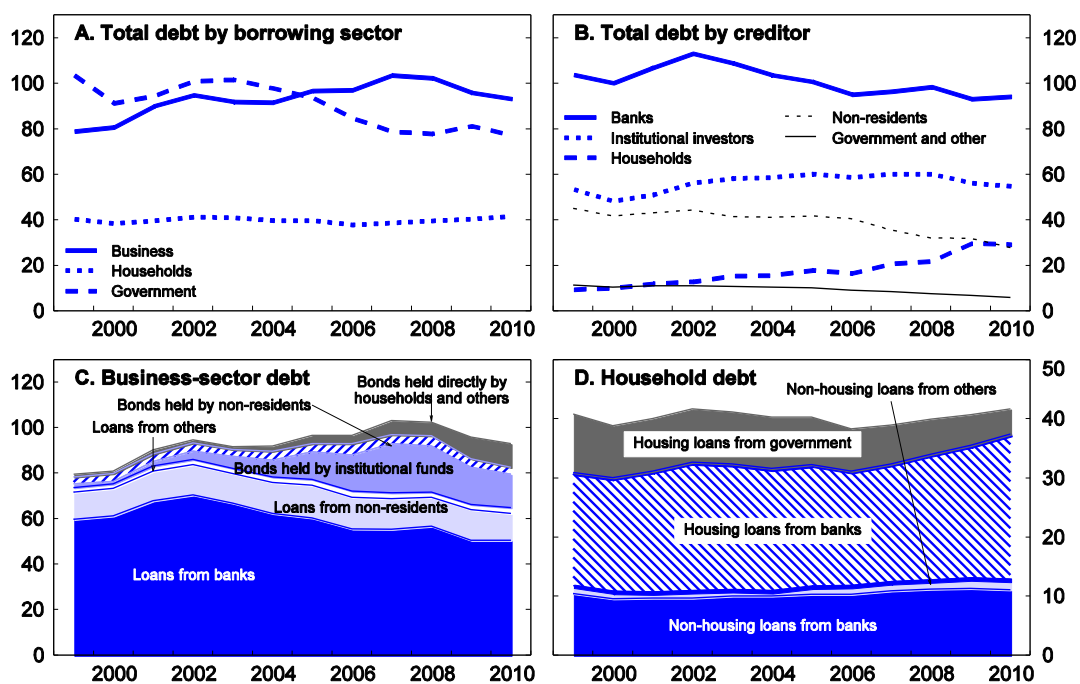 A. Total debt by borrowing sector
120
100
80
60
40
20
0
Business
Households
Government
2000 2002 2004 2006 2008 2010
B. Total debt by creditor
120
100
80
60
40
20
0
Banks
Institutional investors
Households
Non-residents
Government and other
2000 2002 2004 2006 2008 2010
C. Business-sector debt
120
100
80
60
40
20
0
Bonds held directly by
households and others
Bonds held by non-residents
Loans from others
Bonds held by institutional funds
Loans from non-residents
Loans from banks
2000 2002 2004 2006 2008 2010
D. Household debt
50
40
30
20
10
0
Non-housing loans from others
Housing loans from government
Housing loans from banks
Non-housing loans from banks
2000 2002 2004 2006 2008 2010